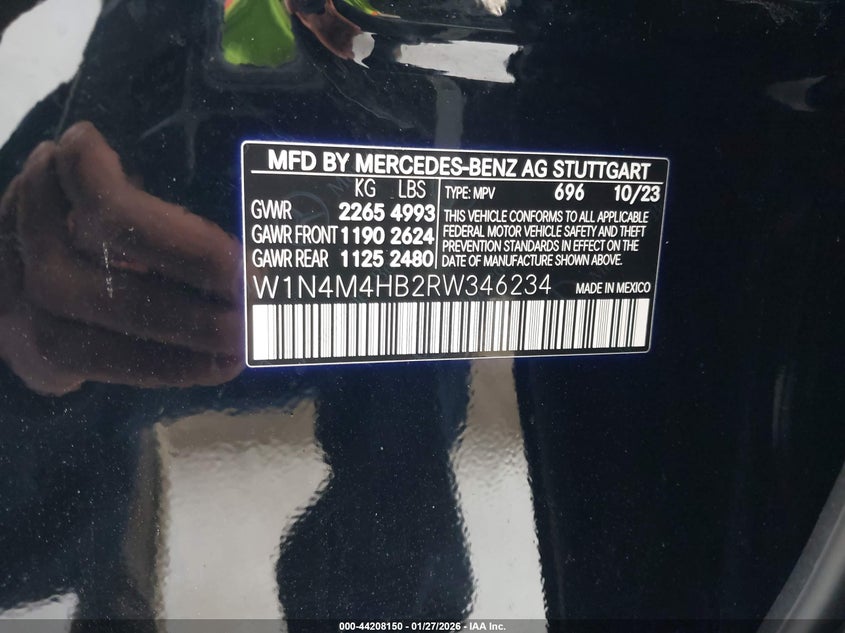 MFD BY MERCEDES-BENZ AG STUTTGART
KG LBS TYPE: MPV 696 10/23
GVWR 2265 4993
GAWR FRONT 1190 2624
GAWR REAR 1125 2480
THIS VEHICLE CONFORMS TO ALL APPLICABLE
FEDERAL MOTOR VEHICLE SAFETY AND THEFT
PREVENTION STANDARDS IN EFFECT ON THE
DATE OF MANUFACTURE SHOWN ABOVE.
W1N4M4HB2RW346234 MADE IN MEXICO
000-44208150 — 01/27/2026 — IAA Inc.